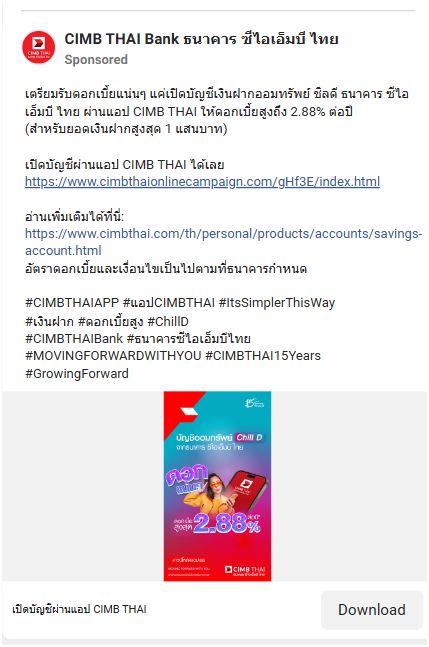 CIMB THAI Bank ธนาคาร ซีไอเอ็มบี ไทย
Sponsored
เตรียมรับดอกเบี้ยแน่นๆ แค่เปิดบัญชีเงินฝากออมทรัพย์ ชิลดี ธนาคาร ซีไอ
เอ็มบี ไทย ผ่านแอป CIMB THAI ให้ดอกเบี้ยสูงถึง 2.88% ต่อปี
(สำหรับยอดเงินฝากสูงสุด 1 แสนบาท)
เปิดบัญชีผ่านแอป CIMB THAI ได้เลย
https://www.cimbthaionlinecampaign.com/gHf3E/index.html
อ่านเพิ่มเติมได้ที่นี่:
https://www.cimbthai.com/th/personal/products/accounts/savings-
account.html
อัตราดอกเบี้ยและเงื่อนไขเป็นไปตามที่ธนาคารกำหนด
#CIMBTHAIAPP #แอปCIMBTHAI #ItsSimplerThisWay
#เงินฝาก #ดอกเบี้ยสูง #ChillD
#CIMBTHAIBank #ธนาคารซีไอเอ็มบีไทย
#MOVINGFORWARDWITHYOU #CIMBTHAI15Years
#GrowingForward
บัญชีออมทรัพย์ Chill D
จากธนาคาร ซีไอเอ็มบี ไทย
ดอก
แน่น!
สูงสุด 2.88% ต่อปี*
MOVING FORWARD WITH YOU
CIMB THAI
เปิดบัญชีผ่านแอป CIMB THAI
Download